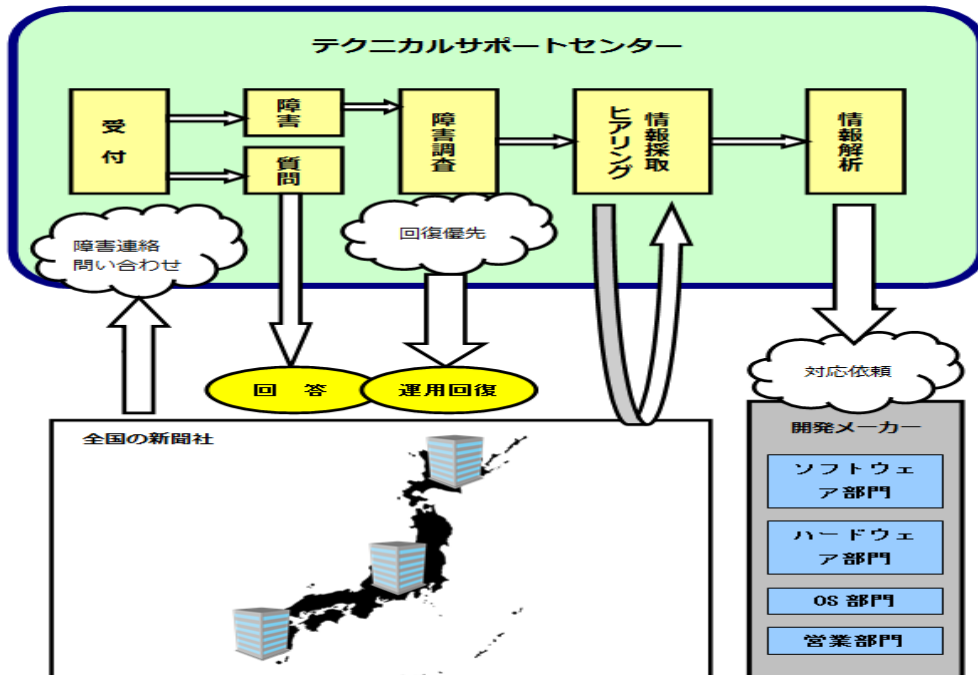 テクニカルサポートセンター
受付
障害
質問
障害調査
情報採取
ヒアリング
情報解析
障害連絡
問い合わせ
回復優先
対応依頼
回 答
運用回復
全国の新聞社
開発メーカー
ソフトウェ
ア部門
ハードウェ
ア部門
OS 部門
営業部門